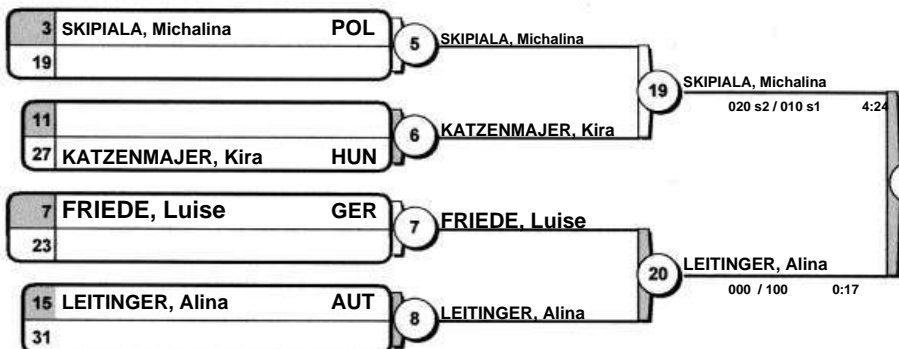 3 SKIPIALA, Michalina POL
19
5
SKIPIALA, Michalina
11
27 KATZENMAJER, Kira HUN
6
KATZENMAJER, Kira
19
SKIPIALA, Michalina
020 s2 / 010 s1 4:24
7 FRIEDE, Luise GER
23
7
FRIEDE, Luise
15 LEITINGER, Alina AUT
31
8
LEITINGER, Alina
20
LEITINGER, Alina
000 / 100 0:17